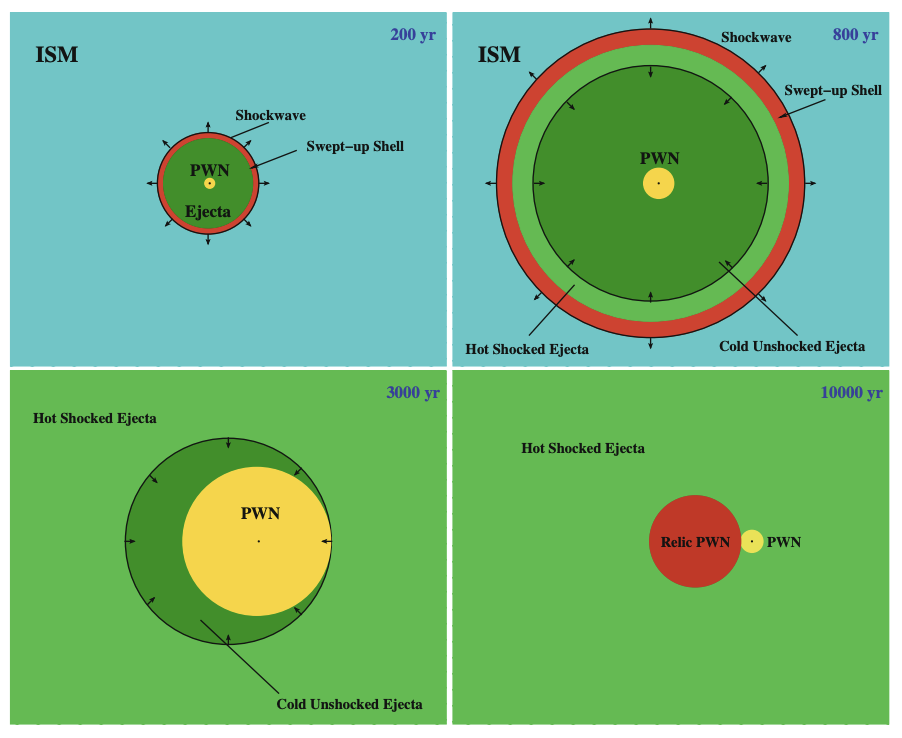 ISM
200 yr
Shockwave
Swept-up Shell
PWN
Ejecta
ISM
Shockwave
800 yr
Swept-up Shell
PWN
Hot Shocked Ejecta
Cold Unshocked Ejecta
3000 yr
Hot Shocked Ejecta
PWN
Cold Unshocked Ejecta
10000 yr
Hot Shocked Ejecta
Relic PWN
PWN